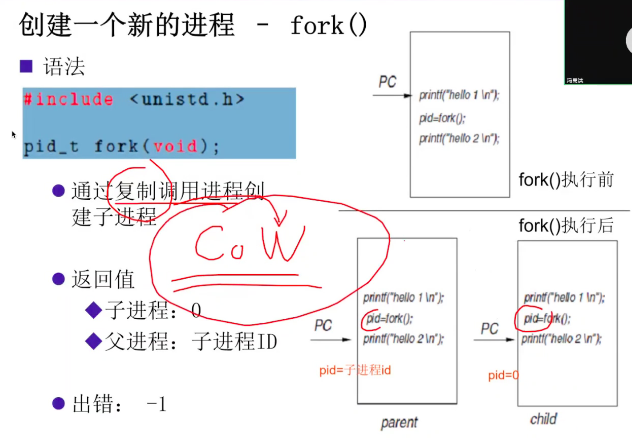 创建一个新的进程 - fork()
语法
#include <unistd.h>
pid_t fork(void);
通过复制调用进程创
建子进程
CoW
返回值
子进程：0
父进程：子进程ID
出错： -1
PC
printf("hello 1 \n");
pid=fork();
printf("hello 2 \n");
fork()执行前
fork()执行后
printf("hello 1 \n");
pid=fork();
PC
printf("hello 2 \n");
pid=子进程id
parent
printf("hello 1 \n");
pid=fork();
PC
printf("hello 2 \n");
pid=0
child